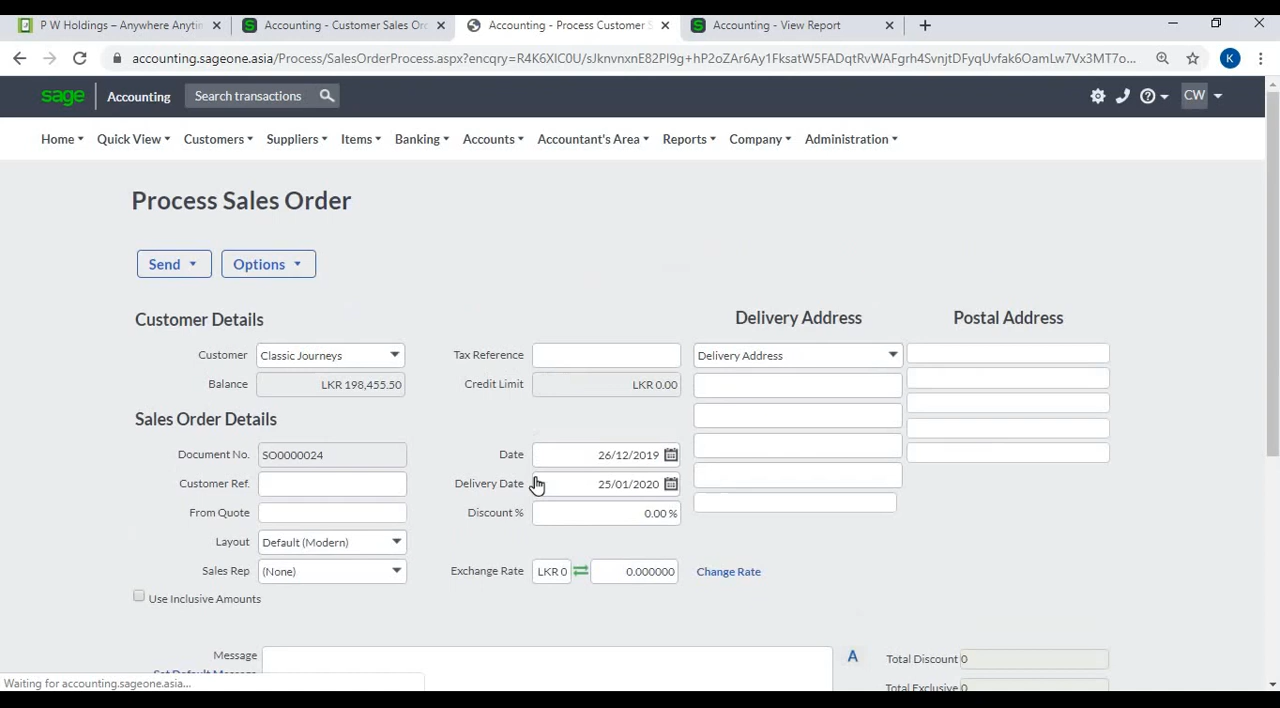 P W Holdings – Anywhere Anyti
Accounting - Customer Sales Ord
Accounting - Process Customer S
Accounting - View Report
accounting.sageone.asia/Process/SalesOrderProcess.aspx?encqry=R4K6XIC0U/sJknvnxnE82PI9g+hP2oZAr6Ay1FksatW5FADqtRvWAFgrh4SvnjtDFyqUvfak6OamLw7Vx3MT7o...
K
sage
Accounting
Search transactions
CW
Home
Quick View
Customers
Suppliers
Items
Banking
Accounts
Accountant's Area
Reports
Company
Administration
Process Sales Order
Send
Options
Customer Details
Delivery Address
Postal Address
Customer
Classic Journeys
Tax Reference
Delivery Address
Balance
LKR 198,455.50
Credit Limit
LKR 0.00
Sales Order Details
Document No.
SO0000024
Date
26/12/2019
Customer Ref.
Delivery Date
25/01/2020
From Quote
Discount %
0.00 %
Layout
Default (Modern)
Sales Rep
(None)
Exchange Rate
LKR 0
0.000000
Change Rate
Use Inclusive Amounts
Message
A
Total Discount
0
Set Default Message
Total Exclusive
0
Waiting for accounting.sageone.asia...